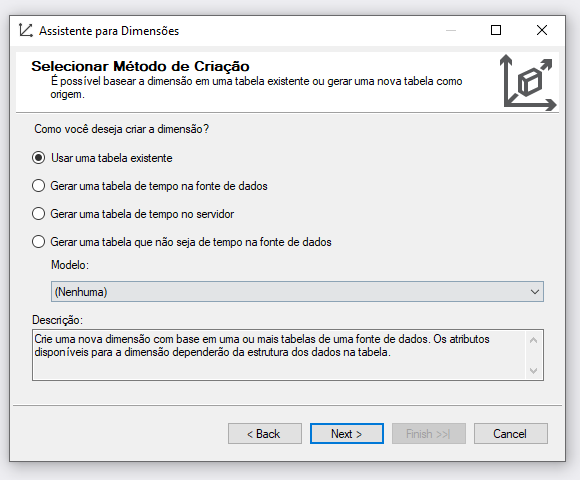 Assistente para Dimensões
Selecionar Método de Criação
É possível basear a dimensão em uma tabela existente ou gerar uma nova tabela como
origem.
Como você deseja criar a dimensão?
Usar uma tabela existente
Gerar uma tabela de tempo na fonte de dados
Gerar uma tabela de tempo no servidor
Gerar uma tabela que não seja de tempo na fonte de dados
Modelo:
(Nenhuma)
Descrição:
Crie uma nova dimensão com base em uma ou mais tabelas de uma fonte de dados. Os atributos
disponíveis para a dimensão dependerão da estrutura dos dados na tabela.
< Back Next > Finish >>| Cancel